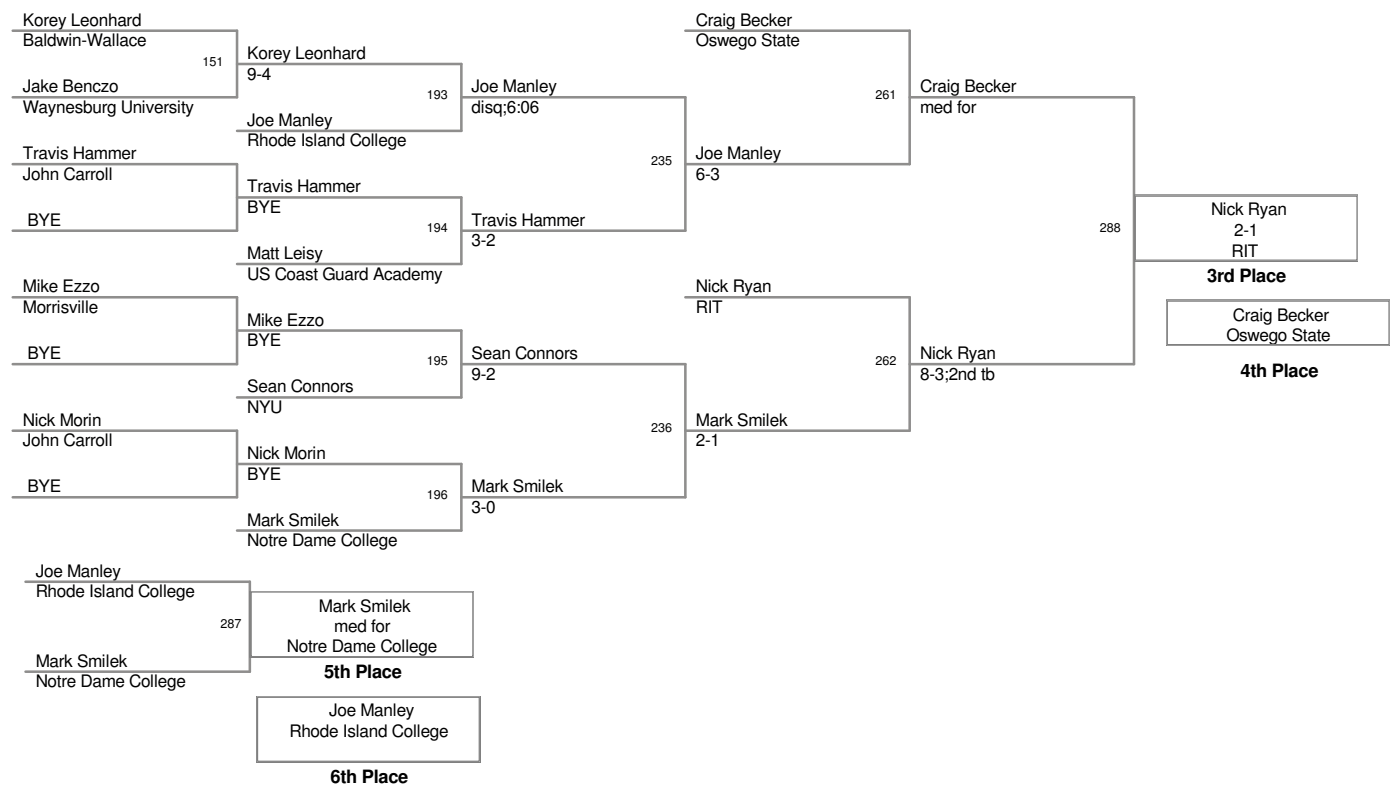 Korey Leonhard
Baldwin-Wallace
151
Jake Benczo
Waynesburg University
Travis Hammer
John Carroll
BYE
Mike Ezzo
Morrisville
BYE
Nick Morin
John Carroll
BYE
Korey Leonhard
9-4
193
Joe Manley
Rhode Island College
Travis Hammer
BYE
194
Matt Leisy
US Coast Guard Academy
Mike Ezzo
BYE
195
Sean Connors
NYU
Nick Morin
BYE
196
Mark Smilek
Notre Dame College
Joe Manley
disq;6:06
235
Travis Hammer
3-2
Sean Connors
9-2
236
Mark Smilek
3-0
Craig Becker
Oswego State
261
Joe Manley
6-3
Nick Ryan
RIT
262
Mark Smilek
2-1
Craig Becker
med for
288
Nick Ryan
8-3;2nd tb
Nick Ryan
2-1
RIT
3rd Place
Craig Becker
Oswego State
4th Place
Joe Manley
Rhode Island College
287
Mark Smilek
Notre Dame College
Mark Smilek
med for
Notre Dame College
5th Place
Joe Manley
Rhode Island College
6th Place